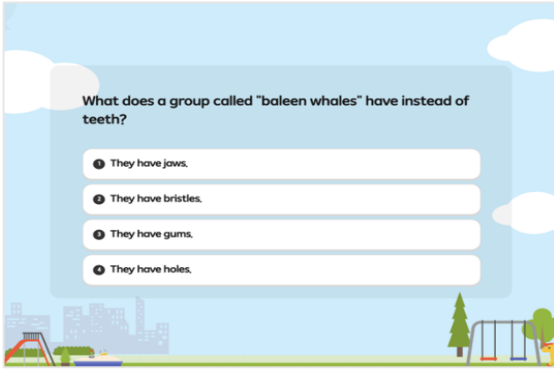 What does a group called "baleen whales" have instead of
teeth?
1 They have jaws.
2 They have bristles.
3 They have gums.
4 They have holes.